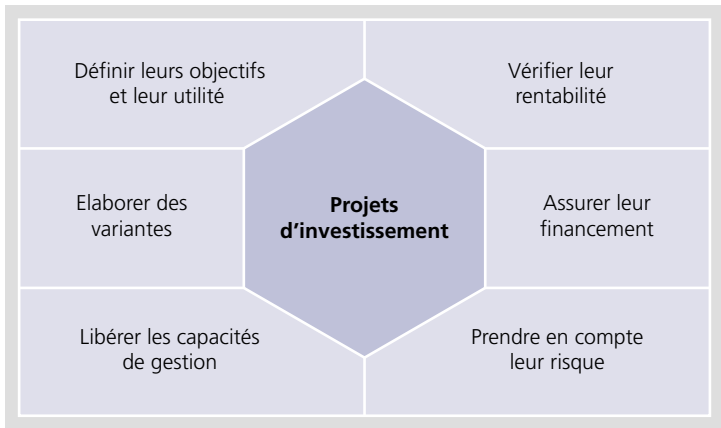 Définir leurs objectifs
et leur utilité
Vérifier leur
rentabilité
Elaborer des
variantes
Projets
d’investissement
Assurer leur
financement
Libérer les capacités
de gestion
Prendre en compte
leur risque